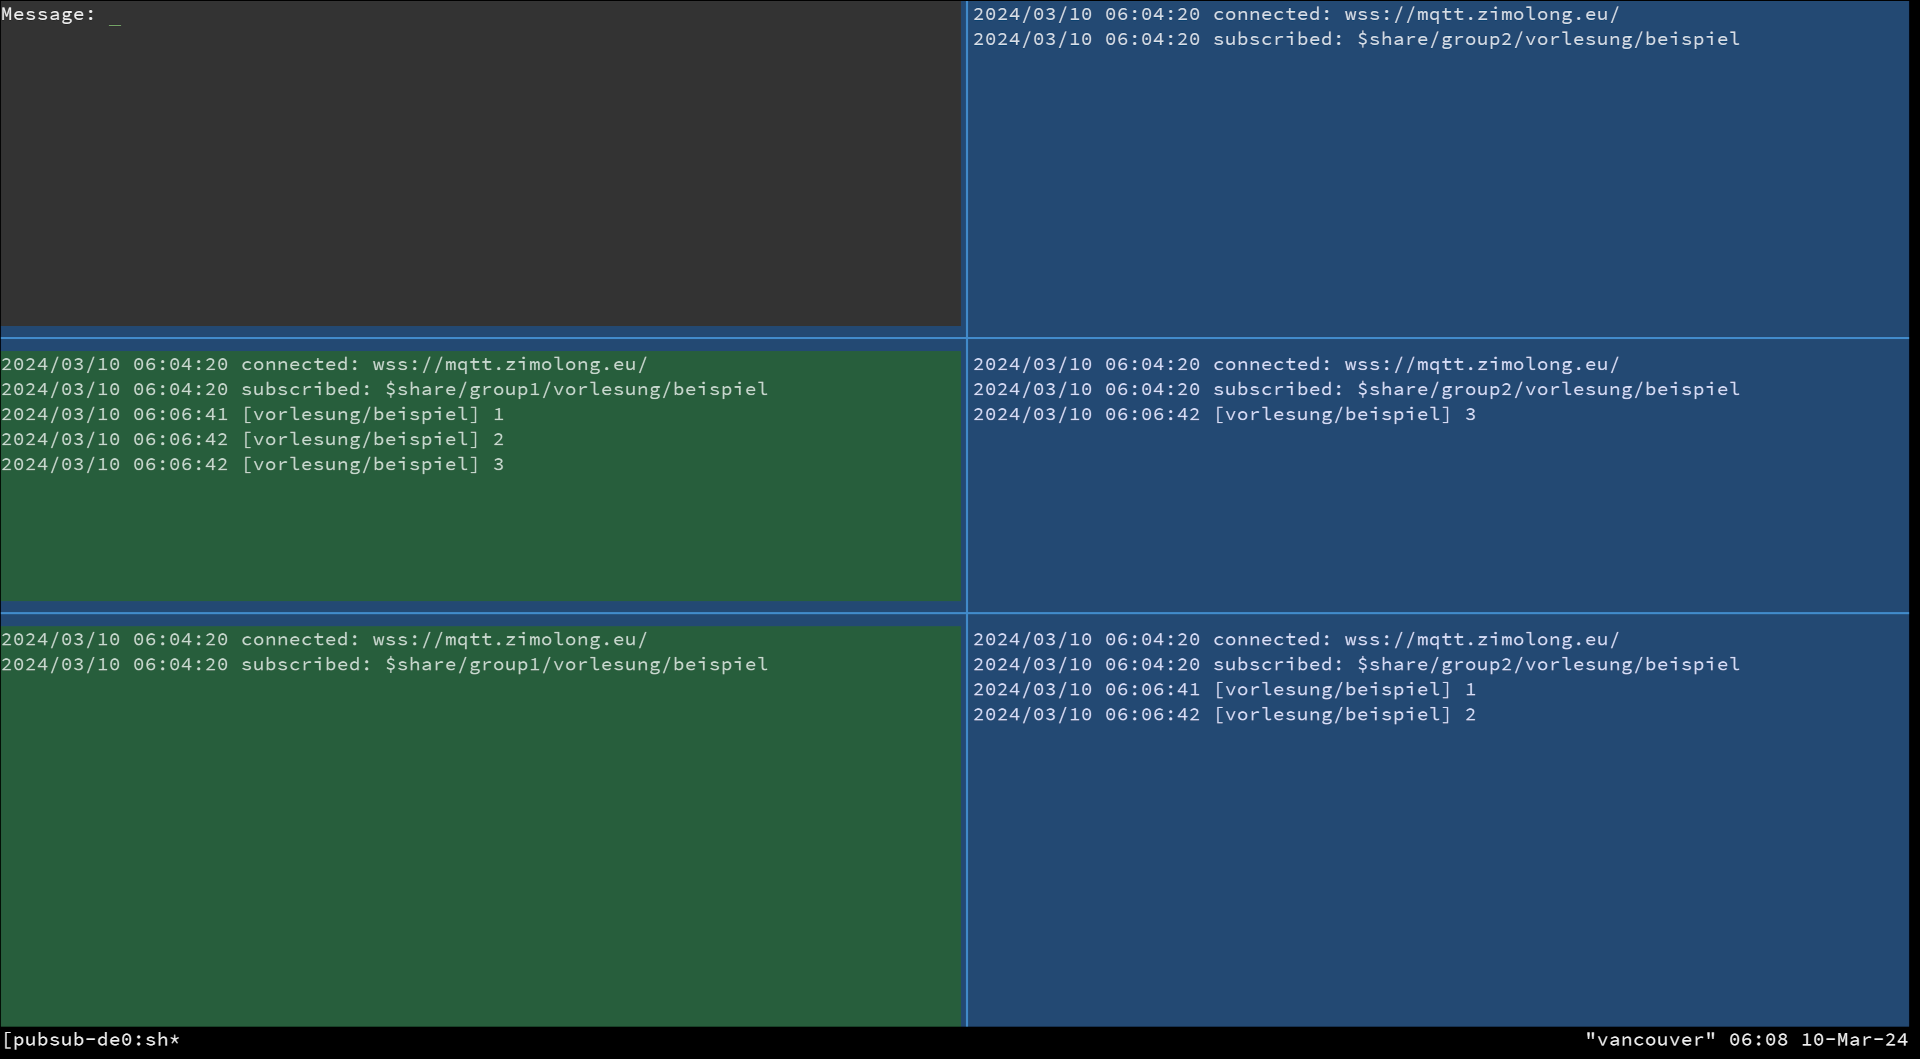 Message: _
2024/03/10 06:04:20 connected: wss://mqtt.zimolong.eu/
2024/03/10 06:04:20 subscribed: $share/group2/vorlesung/beispiel
2024/03/10 06:04:20 connected: wss://mqtt.zimolong.eu/
2024/03/10 06:04:20 subscribed: $share/group1/vorlesung/beispiel
2024/03/10 06:06:41 [vorlesung/beispiel] 1
2024/03/10 06:06:42 [vorlesung/beispiel] 2
2024/03/10 06:06:42 [vorlesung/beispiel] 3
2024/03/10 06:04:20 connected: wss://mqtt.zimolong.eu/
2024/03/10 06:04:20 subscribed: $share/group2/vorlesung/beispiel
2024/03/10 06:06:42 [vorlesung/beispiel] 3
2024/03/10 06:04:20 connected: wss://mqtt.zimolong.eu/
2024/03/10 06:04:20 subscribed: $share/group1/vorlesung/beispiel
2024/03/10 06:04:20 connected: wss://mqtt.zimolong.eu/
2024/03/10 06:04:20 subscribed: $share/group2/vorlesung/beispiel
2024/03/10 06:06:41 [vorlesung/beispiel] 1
2024/03/10 06:06:42 [vorlesung/beispiel] 2
[pubsub-de0:sh* "vancouver" 06:08 10-Mar-24